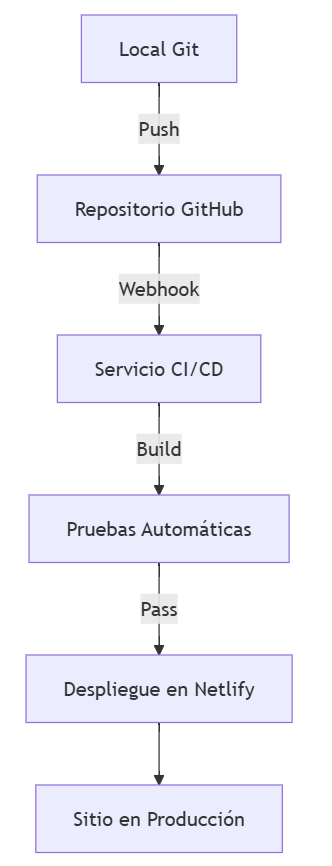 Local Git
Push
Repositorio GitHub
Webhook
Servicio CI/CD
Build
Pruebas Automáticas
Pass
Despliegue en Netlify
Sitio en Producción